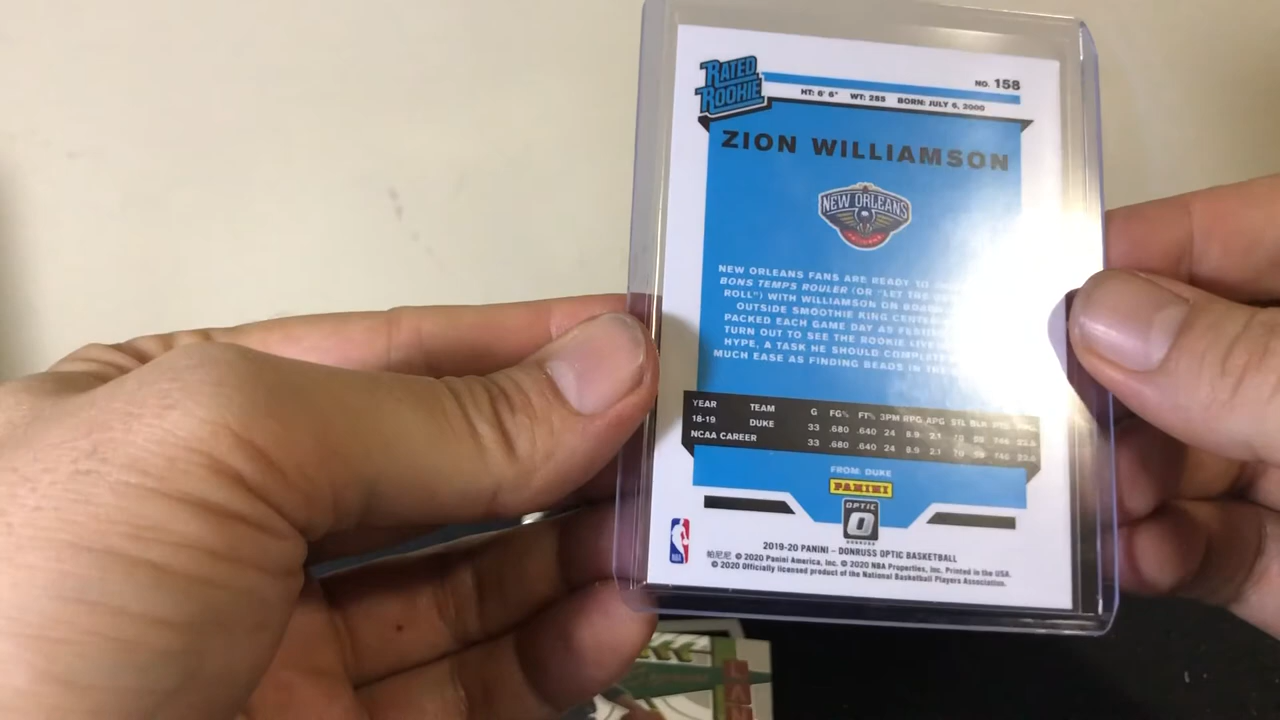 RATED
ROOKIE
NO. 158
HT: 6' 6" WT: 285 BORN: JULY 6, 2000
ZION WILLIAMSON
NEW ORLEANS
NEW ORLEANS FANS ARE READY TO
BONS TEMPS ROULER (OR "LET THE
ROLL") WITH WILLIAMSON ON BOARD
OUTSIDE SMOOTHIE KING CENTER
PACKED EACH GAME DAY AS
TURN OUT TO SEE THE ROOKIE LIVE
HYPE, A TASK HE SHOULD COMPLETE
MUCH EASE AS FINDING BEADS IN THE
YEAR TEAM G FG% FT% 3PM RPG APG STL BLK
18-19 DUKE 33 .680 .640 24 8.9 2.1 70
NCAA CAREER 33 .680 .640 24 8.9 2.1 70
FROM: DUKE
PANINI
OPTIC
DONRUSS
NBA
2019-20 PANINI – DONRUSS OPTIC BASKETBALL
帕尼尼 © 2020 Panini America, Inc. © 2020 NBA Properties, Inc. Printed in the USA.
© 2020 Officially licensed product of the National Basketball Players Association.